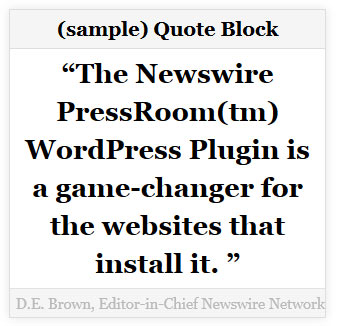 (sample) Quote Block
“The Newswire
PressRoom(tm)
WordPress Plugin is
a game-changer for
the websites that
install it. ”
D.E. Brown, Editor-in-Chief Newswire Network